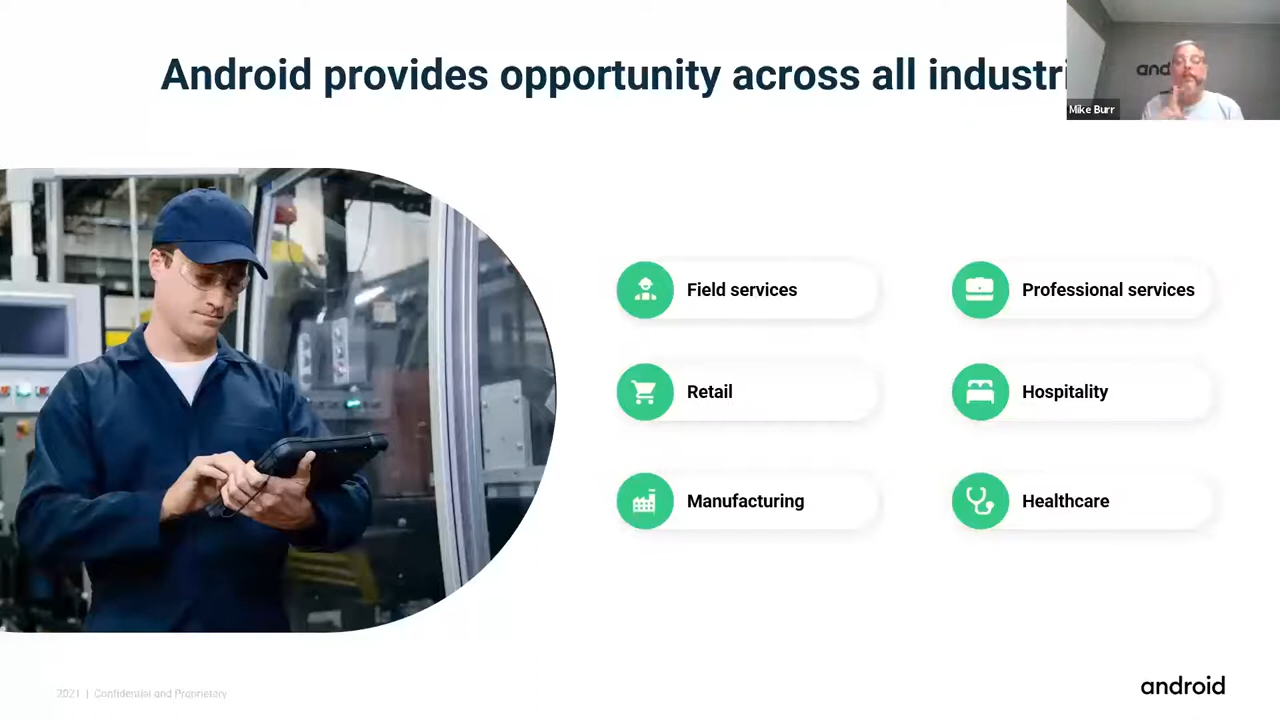 Android provides opportunity across all industri
and
Mike Burr
Field services
Professional services
Retail
Hospitality
Manufacturing
Healthcare
2021 | Confidential and Proprietary
android